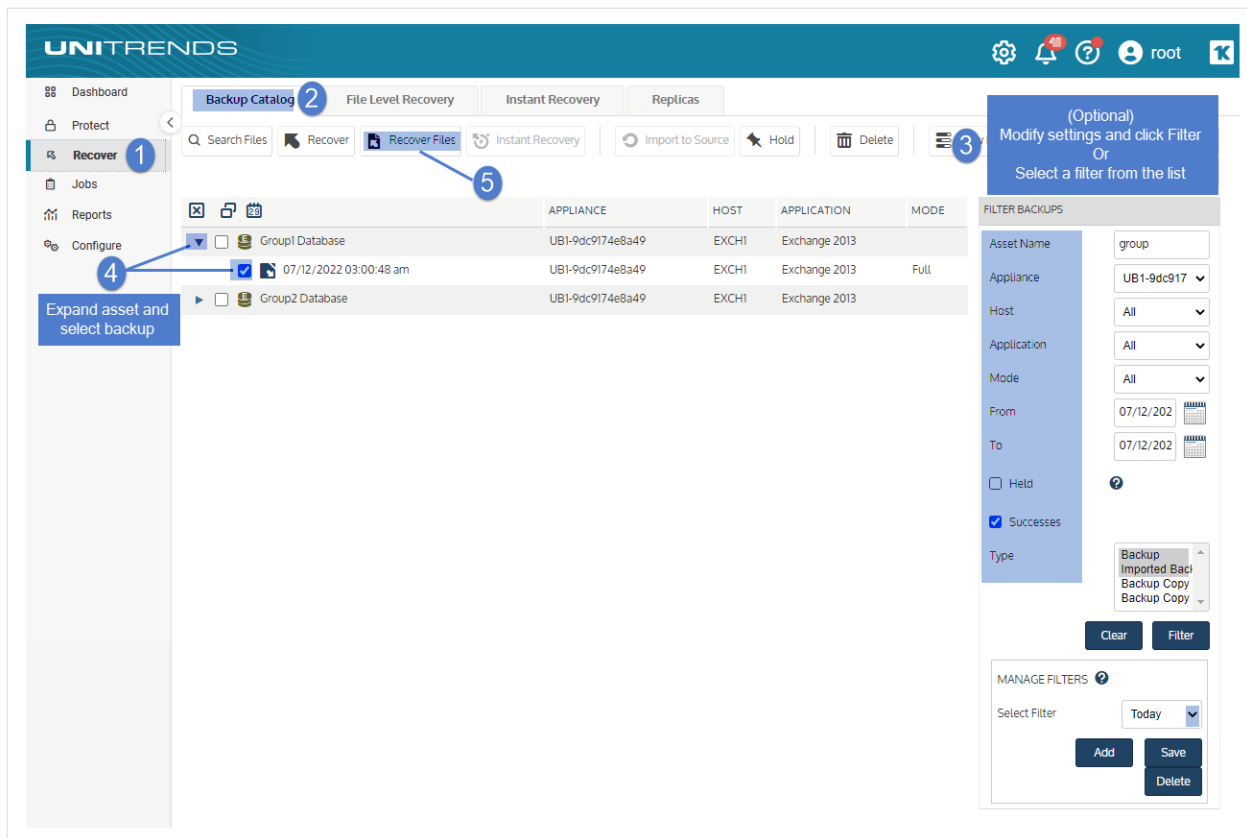 UNITRENDS
40
root
Dashboard
Protect
Recover
1
Jobs
Reports
Configure
Backup Catalog
2
File Level Recovery
Instant Recovery
Replicas
Search Files
Recover
Recover Files
Instant Recovery
Import to Source
Hold
Delete
3
(Optional)
Modify settings and click Filter
Or
Select a filter from the list
5
29
APPLIANCE
HOST
APPLICATION
MODE
Group1 Database
UB1-9dc9174e8a49
EXCH1
Exchange 2013
07/12/2022 03:00:48 am
UB1-9dc9174e8a49
EXCH1
Exchange 2013
Full
Group2 Database
UB1-9dc9174e8a49
EXCH1
Exchange 2013
4
Expand asset and
select backup
FILTER BACKUPS
Asset Name
group
Appliance
UB1-9dc917
Host
All
Application
All
Mode
All
From
07/12/202
To
07/12/202
Held
Successes
Type
Backup
Imported Back
Backup Copy
Backup Copy
Clear
Filter
MANAGE FILTERS
Select Filter
Today
Add
Save
Delete